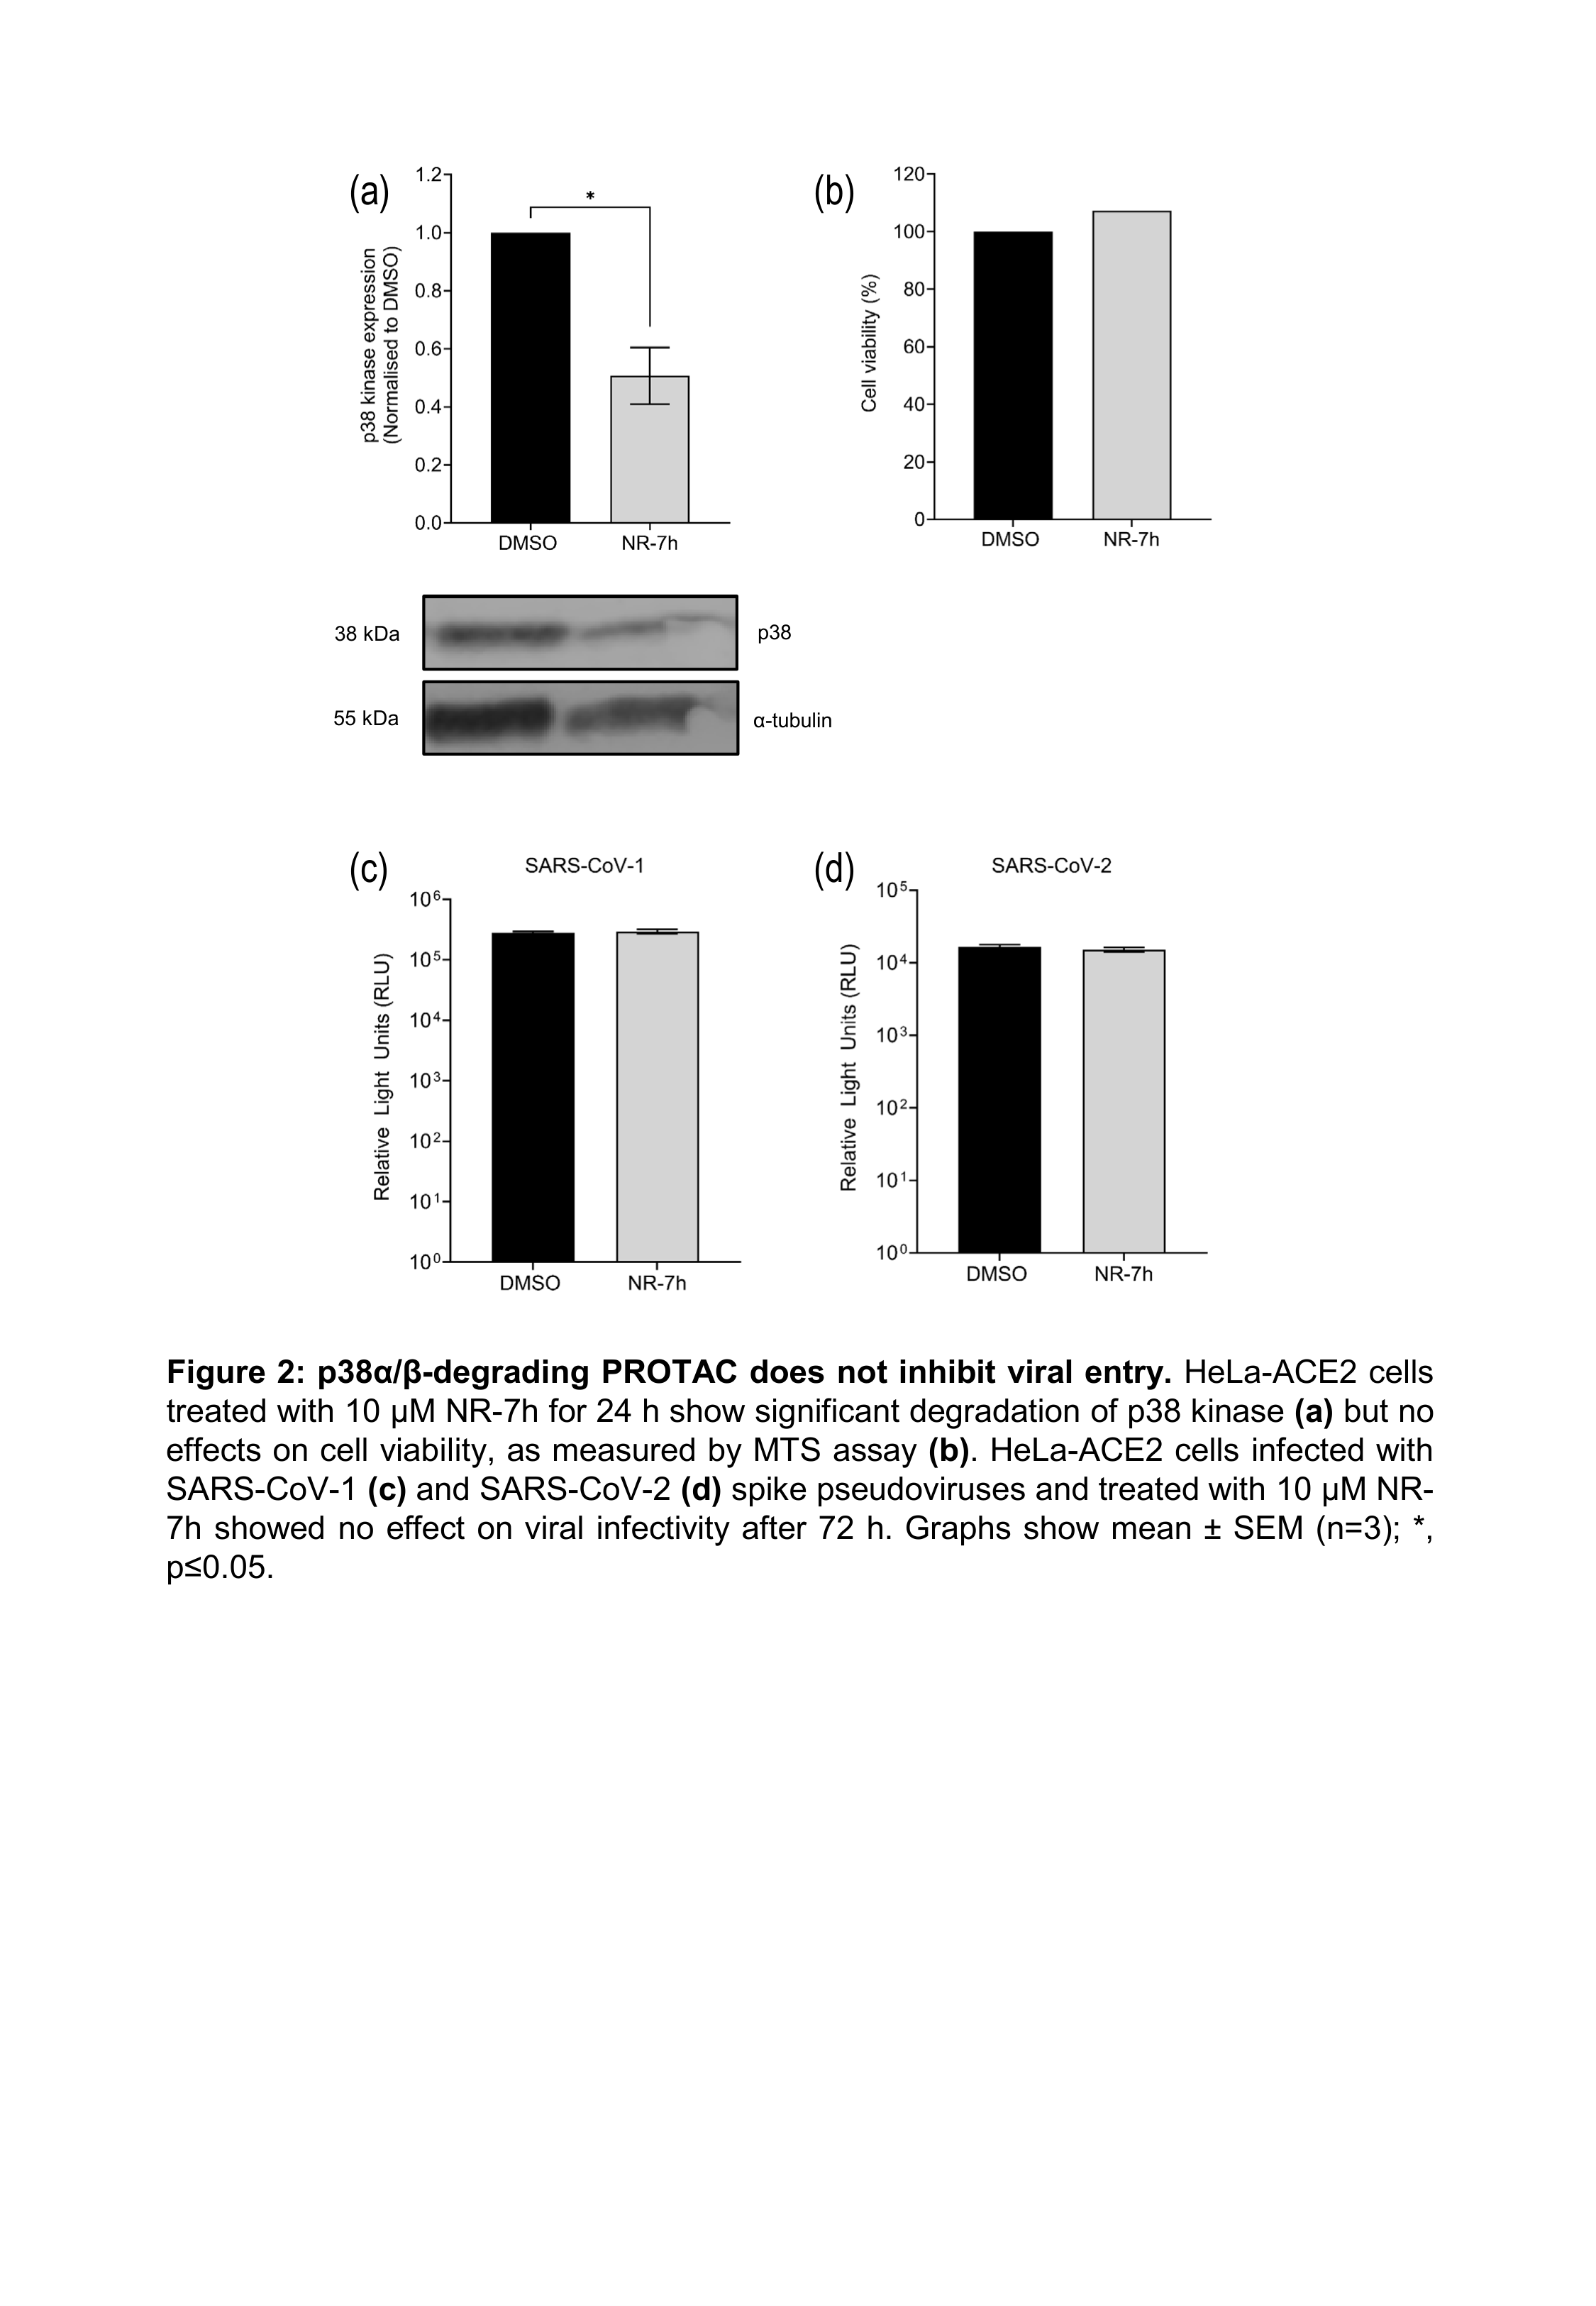 (a)
1.2
1.0
0.8
0.6
0.4
0.2
0.0
p38 kinase expression
(Normalised to DMSO)
*
DMSO
NR-7h
(b)
120
100
80
60
40
20
0
Cell viability (%)
DMSO
NR-7h
38 kDa
p38
55 kDa
α-tubulin
(c)
SARS-CoV-1
10⁶
10⁵
10⁴
10³
10²
10¹
10⁰
Relative Light Units (RLU)
DMSO
NR-7h
(d)
SARS-CoV-2
10⁵
10⁴
10³
10²
10¹
10⁰
Relative Light Units (RLU)
DMSO
NR-7h
Figure 2: p38α/β-degrading PROTAC does not inhibit viral entry. HeLa-ACE2 cells
treated with 10 μM NR-7h for 24 h show significant degradation of p38 kinase (a) but no
effects on cell viability, as measured by MTS assay (b). HeLa-ACE2 cells infected with
SARS-CoV-1 (c) and SARS-CoV-2 (d) spike pseudoviruses and treated with 10 μM NR-
7h showed no effect on viral infectivity after 72 h. Graphs show mean ± SEM (n=3); *,
p≤0.05.